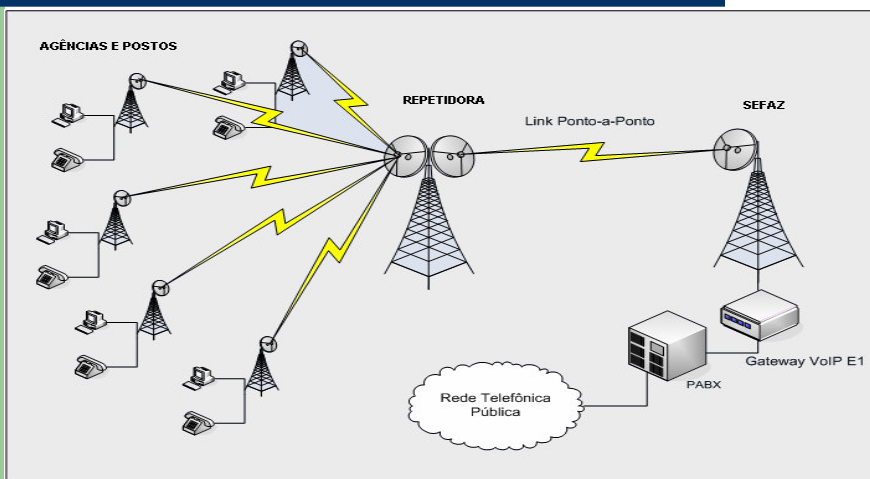 AGÊNCIAS E POSTOS
REPETIDORA
SEFAZ
Link Ponto-a-Ponto
Gateway VoIP E1
PABX
Rede Telefônica
Pública